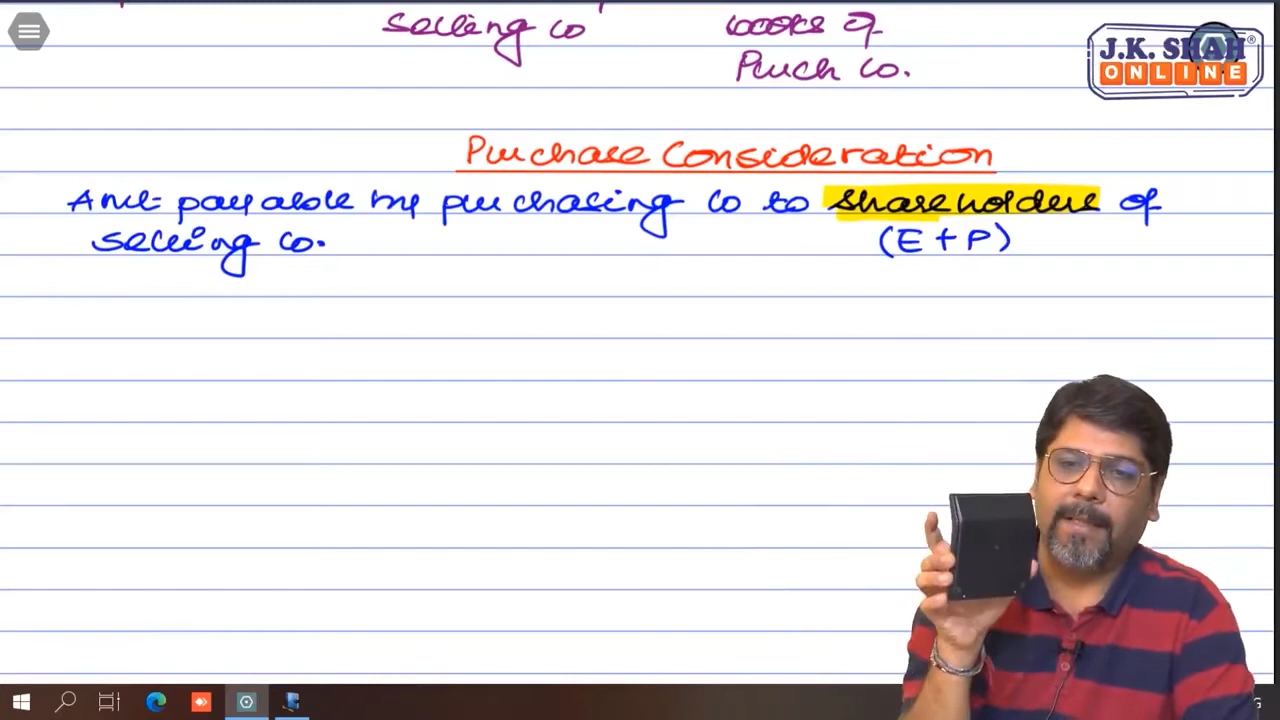 selling co
books of
Purch co.
J.K. SHAH®
ONLINE
Purchase Consideration
Amt payable by purchasing co to shareholders of
selling co.
(E + P)